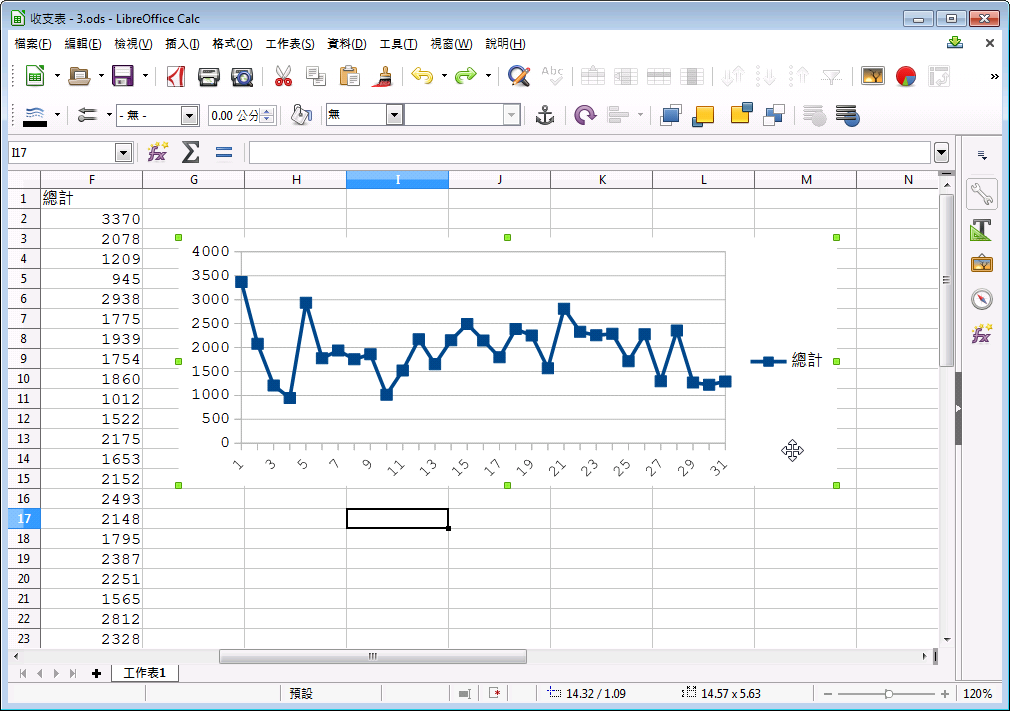 收支表 - 3.ods - LibreOffice Calc
檔案(F) 編輯(E) 檢視(V) 插入(I) 格式(O) 工作表(S) 資料(D) 工具(T) 視窗(W) 說明(H)
Abc
- 無 - 0.00 公分 無
I17
F G H I J K L M N
1 總計
2 3370
3 2078
4 1209
5 945
6 2938
7 1775
8 1939
9 1754
10 1860
11 1012
12 1522
13 2175
14 1653
15 2152
16 2493
17 2148
18 1795
19 2387
20 2251
21 1565
22 2812
23 2328
4000
3500
3000
2500
2000
1500
1000
500
0
1 3 5 7 9 11 13 15 17 19 21 23 25 27 29 31
總計
工作表1
預設 14.32 / 1.09 14.57 x 5.63 120%